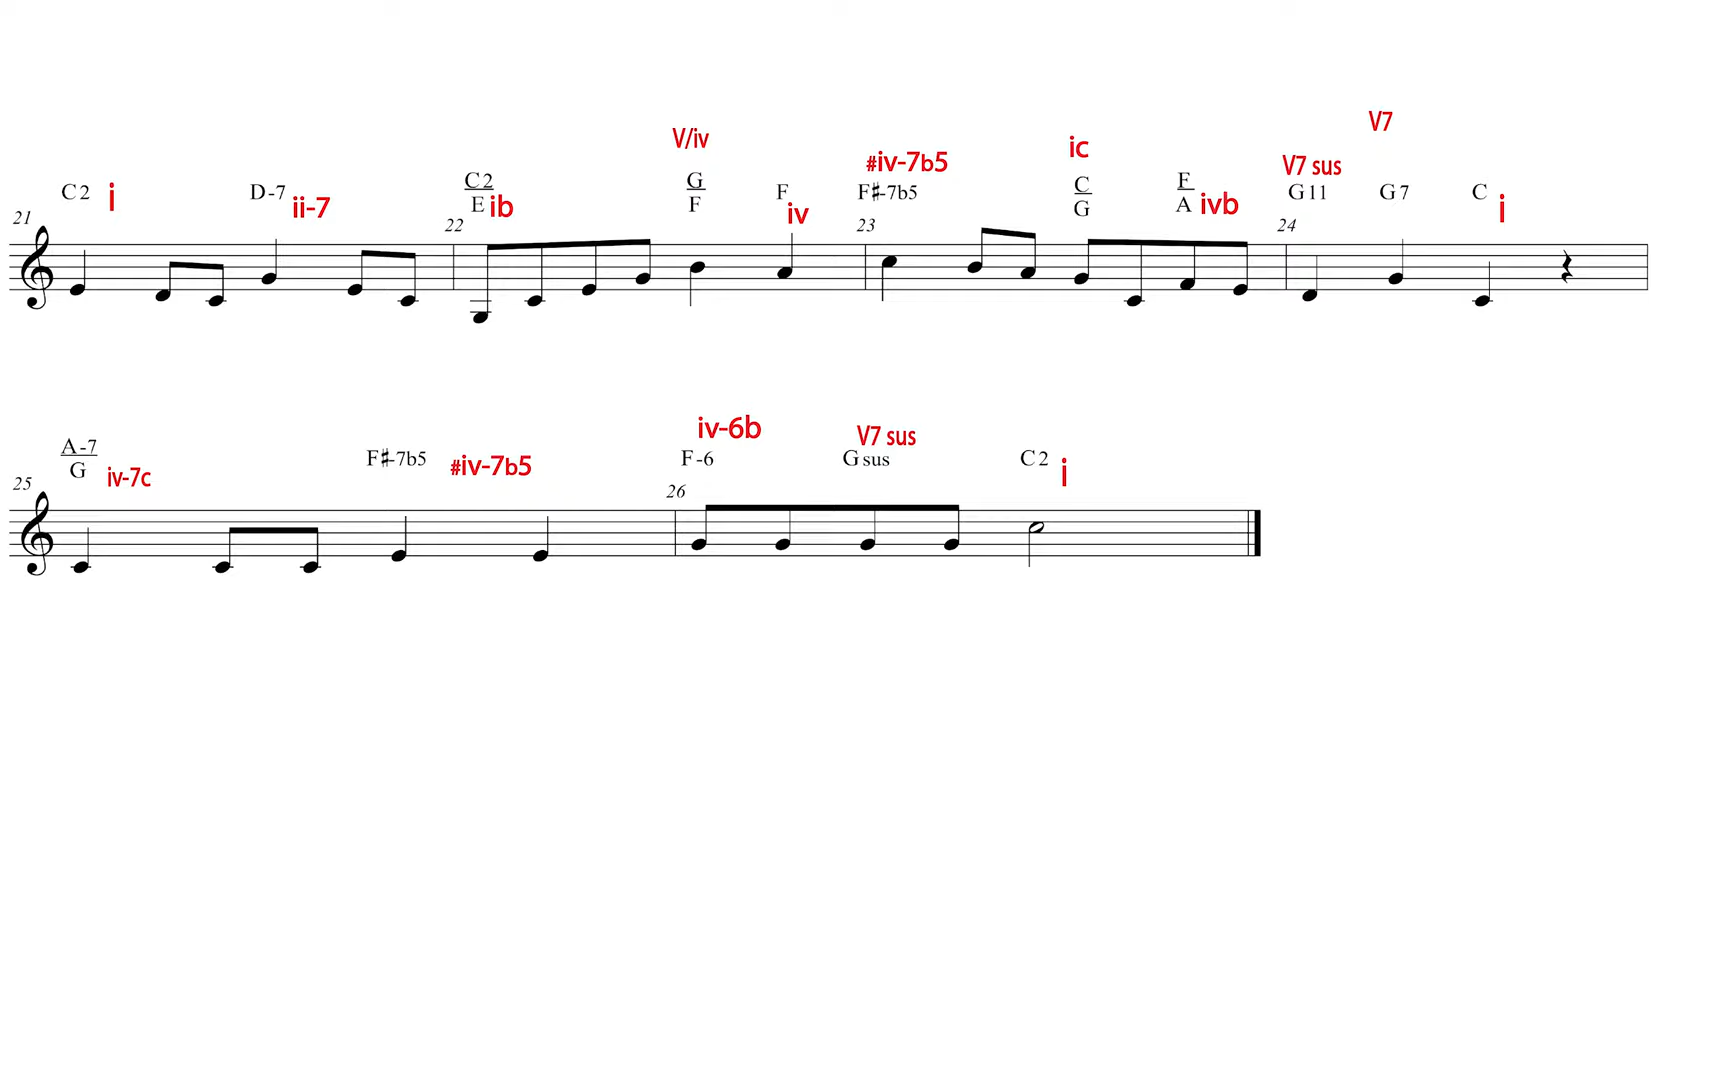 V7
V/iv
ic
#iv-7b5
V7 sus
C2 i D-7 ii-7 C2/E ib G/F F iv F#-7b5 C/G F/A ivb G11 G7 C i
21 22 23 24
iv-6b
V7 sus
A-7/G iv-7c F#-7b5 #iv-7b5 F-6 Gsus C2 i
25 26